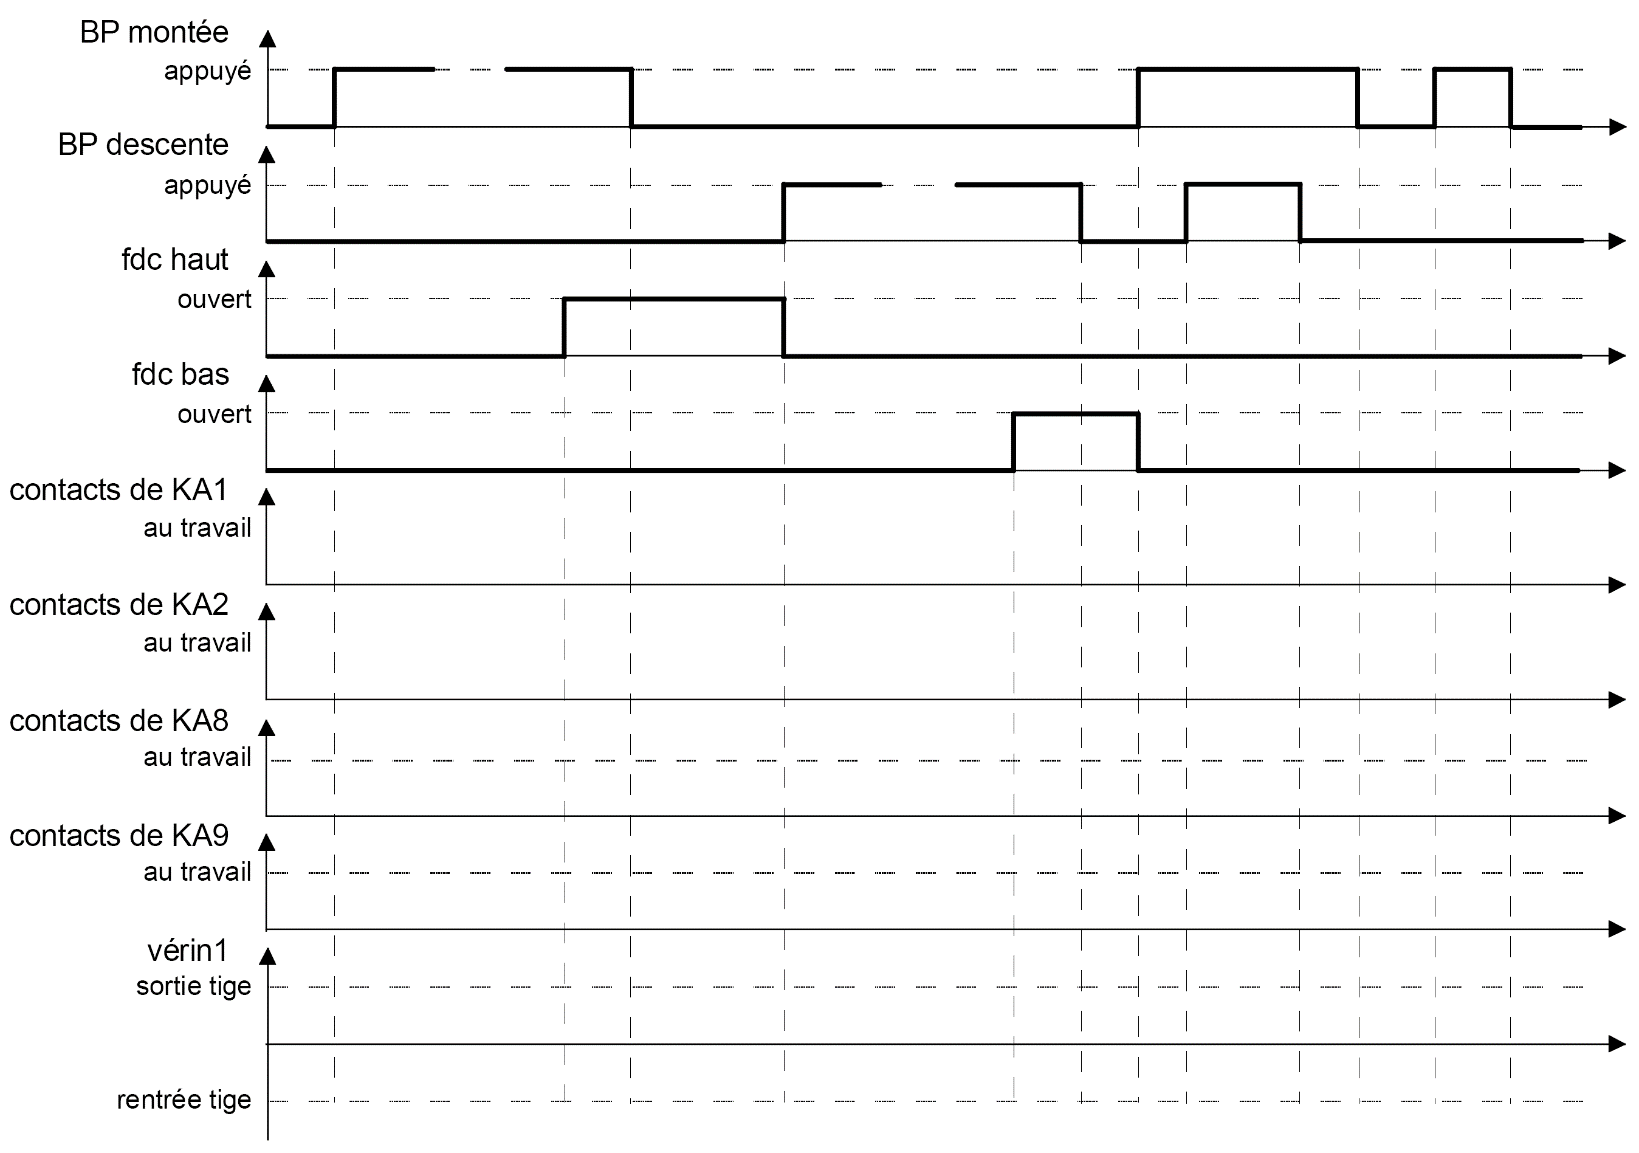 BP montée
appuyé
BP descente
appuyé
fdc haut
ouvert
fdc bas
ouvert
contacts de KA1
au travail
contacts de KA2
au travail
contacts de KA8
au travail
contacts de KA9
au travail
vérin1
sortie tige
rentrée tige